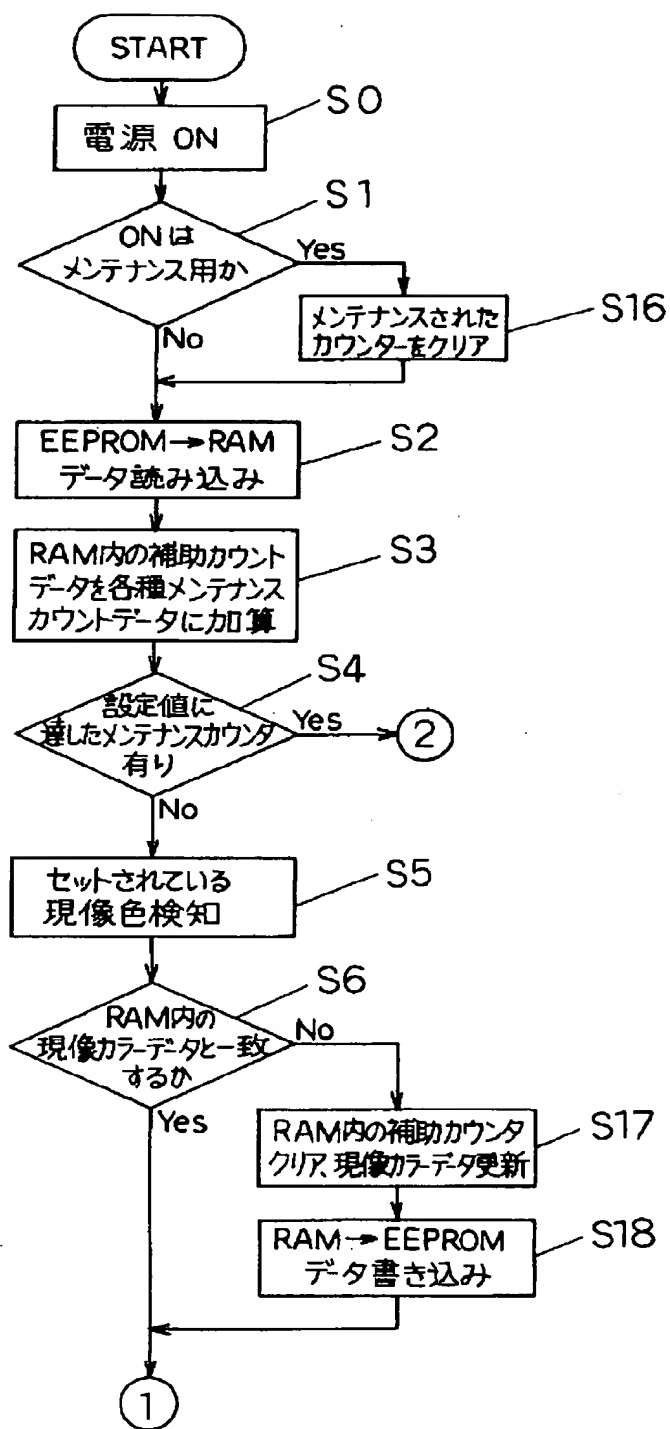 START
電源 ON
S0
ONは
メンテナンス用か
S1
Yes
No
メンテナンスされた
カウンターをクリア
S16
EEPROM→RAM
データ読み込み
S2
RAM内の補助カウント
データを各種メンテナンス
カウントデータに加算
S3
設定値に
達したメンテナンスカウンタ
有り
S4
Yes
2
No
セットされている
現像色検知
S5
RAM内の
現像カラーデータと一致
するか
S6
No
Yes
RAM内の補助カウンタ
クリア、現像カラーデータ更新
S17
RAM→EEPROM
データ書き込み
S18
1